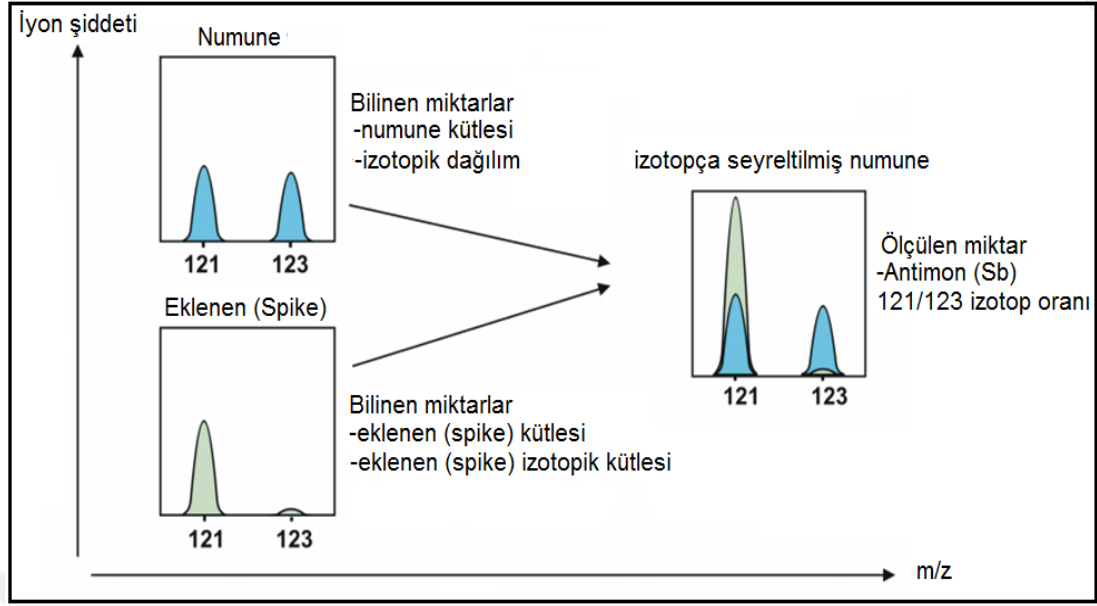 İyon şiddeti
Numune
121 123
Bilinen miktarlar
-numune kütlesi
-izotopik dağılım
Eklenen (Spike)
121 123
Bilinen miktarlar
-eklenen (spike) kütlesi
-eklenen (spike) izotopik kütlesi
izotopça seyreltilmiş numune
121 123
Ölçülen miktar
-Antimon (Sb)
121/123 izotop oranı
m/z